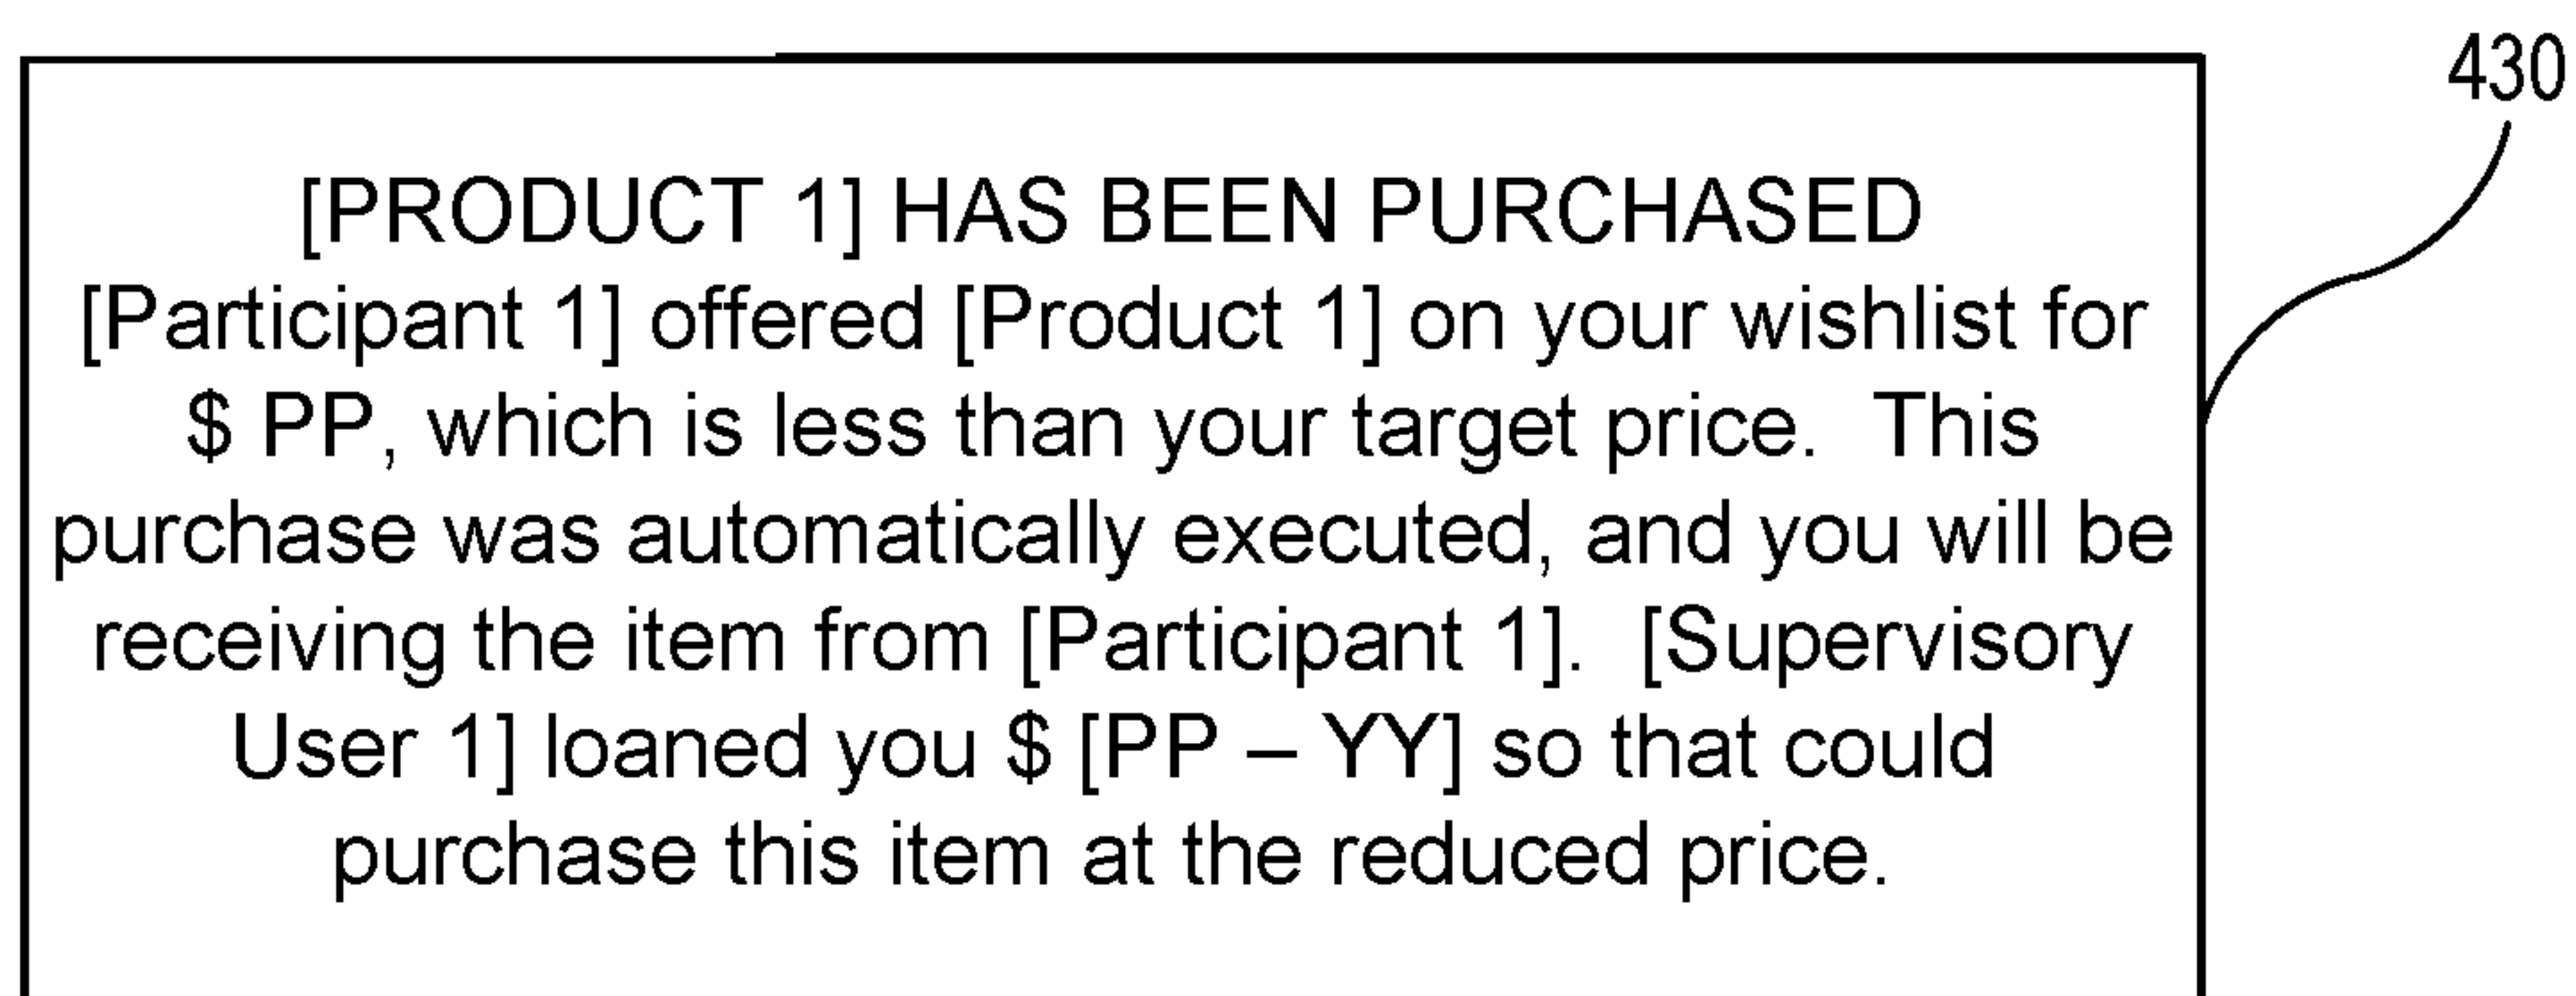 430
[PRODUCT 1] HAS BEEN PURCHASED
[Participant 1] offered [Product 1] on your wishlist for
$ PP, which is less than your target price.  This
purchase was automatically executed, and you will be
receiving the item from [Participant 1].  [Supervisory
User 1] loaned you $ [PP – YY] so that could
purchase this item at the reduced price.